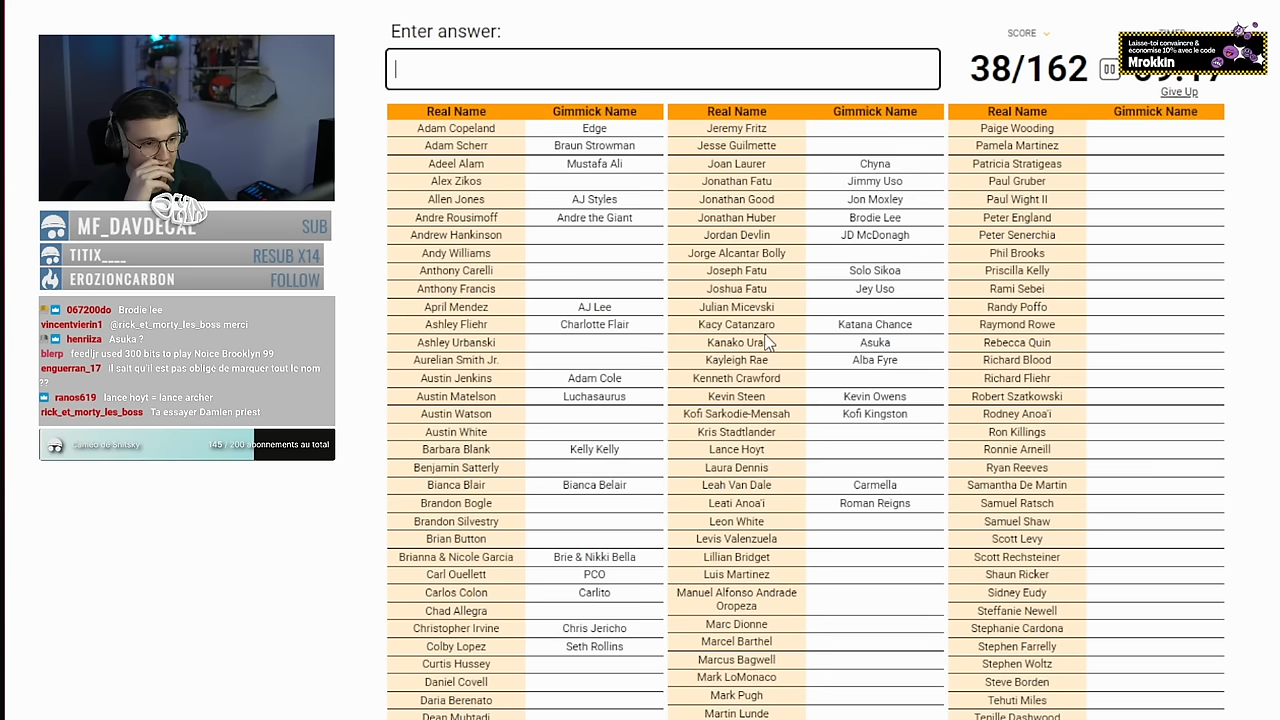 Enter answer:
SCORE
38/162
Give Up
Laisse-toi convaincre &
économise 10% avec le code
Mrokkin
MF_DAVDECAL SUB
TITIX____ RESUB X14
EROZIONCARBON FOLLOW
067200do Brodie lee
vincentvierin1 @rick_et_morty_les_boss merci
henriiza Asuka ?
blerp feedljr used 300 bits to play Noice Brooklyn 99
enguerran_17 il sait qu'il est pas obligé de marquer tout le nom
??
ranos619 lance hoyt = lance archer
rick_et_morty_les_boss Ta essayer Damien priest
Caméo de Snitsky 145 / 200 abonnements au total
Real Name Gimmick Name
Adam Copeland Edge
Adam Scherr Braun Strowman
Adeel Alam Mustafa Ali
Alex Zikos
Allen Jones AJ Styles
Andre Rousimoff Andre the Giant
Andrew Hankinson
Andy Williams
Anthony Carelli
Anthony Francis
April Mendez AJ Lee
Ashley Fliehr Charlotte Flair
Ashley Urbanski
Aurelian Smith Jr.
Austin Jenkins Adam Cole
Austin Matelson Luchasaurus
Austin Watson
Austin White
Barbara Blank Kelly Kelly
Benjamin Satterly
Bianca Blair Bianca Belair
Brandon Bogle
Brandon Silvestry
Brian Button
Brianna & Nicole Garcia Brie & Nikki Bella
Carl Ouellett PCO
Carlos Colon Carlito
Chad Allegra
Christopher Irvine Chris Jericho
Colby Lopez Seth Rollins
Curtis Hussey
Daniel Covell
Daria Berenato
Dean Muhtadi
Real Name Gimmick Name
Jeremy Fritz
Jesse Guilmette
Joan Laurer Chyna
Jonathan Fatu Jimmy Uso
Jonathan Good Jon Moxley
Jonathan Huber Brodie Lee
Jordan Devlin JD McDonagh
Jorge Alcantar Bolly
Joseph Fatu Solo Sikoa
Joshua Fatu Jey Uso
Julian Micevski
Kacy Catanzaro Katana Chance
Kanako Urai Asuka
Kayleigh Rae Alba Fyre
Kenneth Crawford
Kevin Steen Kevin Owens
Kofi Sarkodie-Mensah Kofi Kingston
Kris Stadtlander
Lance Hoyt
Laura Dennis
Leah Van Dale Carmella
Leati Anoa'i Roman Reigns
Leon White
Levis Valenzuela
Lillian Bridget
Luis Martinez
Manuel Alfonso Andrade
Oropeza
Marc Dionne
Marcel Barthel
Marcus Bagwell
Mark LoMonaco
Mark Pugh
Martin Lunde
Real Name Gimmick Name
Paige Wooding
Pamela Martinez
Patricia Stratigeas
Paul Gruber
Paul Wight II
Peter England
Peter Senerchia
Phil Brooks
Priscilla Kelly
Rami Sebei
Randy Poffo
Raymond Rowe
Rebecca Quin
Richard Blood
Richard Fliehr
Robert Szatkowski
Rodney Anoa'i
Ron Killings
Ronnie Arneill
Ryan Reeves
Samantha De Martin
Samuel Ratsch
Samuel Shaw
Scott Levy
Scott Rechsteiner
Shaun Ricker
Sidney Eudy
Steffanie Newell
Stephanie Cardona
Stephen Farrelly
Stephen Woltz
Steve Borden
Tehuti Miles
Tenille Dashwood